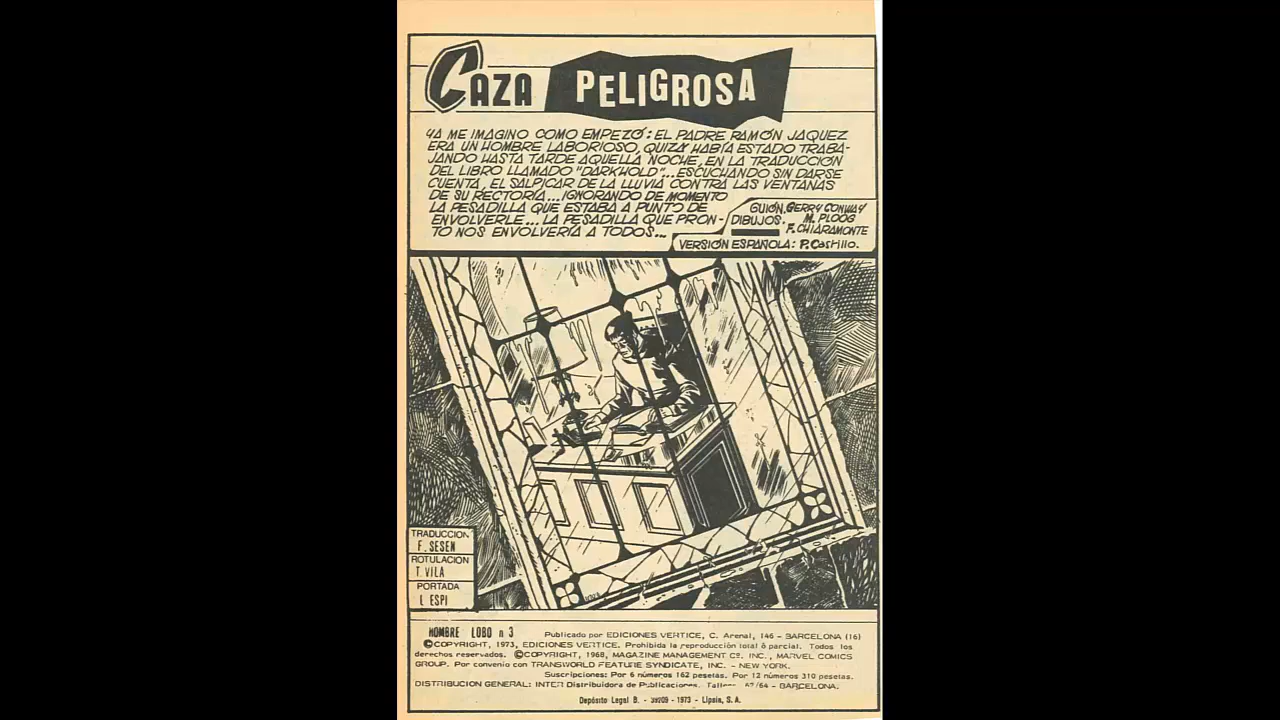 CAZA PELIGROSA
YA ME IMAGINO COMO EMPEZÓ: EL PADRE RAMÓN JAQUEZ
ERA UN HOMBRE LABORIOSO, QUIZÁ HABÍA ESTADO TRABA-
JANDO HASTA TARDE AQUELLA NOCHE, EN LA TRADUCCIÓN
DEL LIBRO LLAMADO "DARKHOLD"... ESCUCHANDO SIN DARSE
CUENTA, EL SALPICAR DE LA LLUVIA CONTRA LAS VENTANAS
DE SU RECTORÍA... IGNORANDO DE MOMENTO
LA PESADILLA QUE ESTABA A PUNTO DE
ENVOLVERLE... LA PESADILLA QUE PRON-
TO NOS ENVOLVERÍA A TODOS...
GUIÓN. GERRY CONWAY
DIBUJOS. M. PLOOG
F. CHIARAMONTE
VERSIÓN ESPAÑOLA: P. Castillo.
TRADUCCION
F. SESEN
ROTULACION
T. VILA
PORTADA
L. ESPI
HOMBRE LOBO n 3
Publicado por EDICIONES VERTICE, C. Arenal, 146 - BARCELONA (16)
©COPYRIGHT, 1973, EDICIONES VERTICE. Prohibida la reproducción total ó parcial. Todos los
derechos reservados. ©COPYRIGHT, 1968, MAGAZINE MANAGEMENT Cº. INC., MARVEL COMICS
GROUP. Por convenio con TRANSWORLD FEATURE SYNDICATE, INC. - NEW YORK.
Suscripciones: Por 6 números 162 pesetas. Por 12 números 310 pesetas.
DISTRIBUCION GENERAL: INTER Distribuidora de Publicaciones. 62/64 - BARCELONA.
Depósito Legal B. - 39209 - 1973 - Lipsia, S. A.